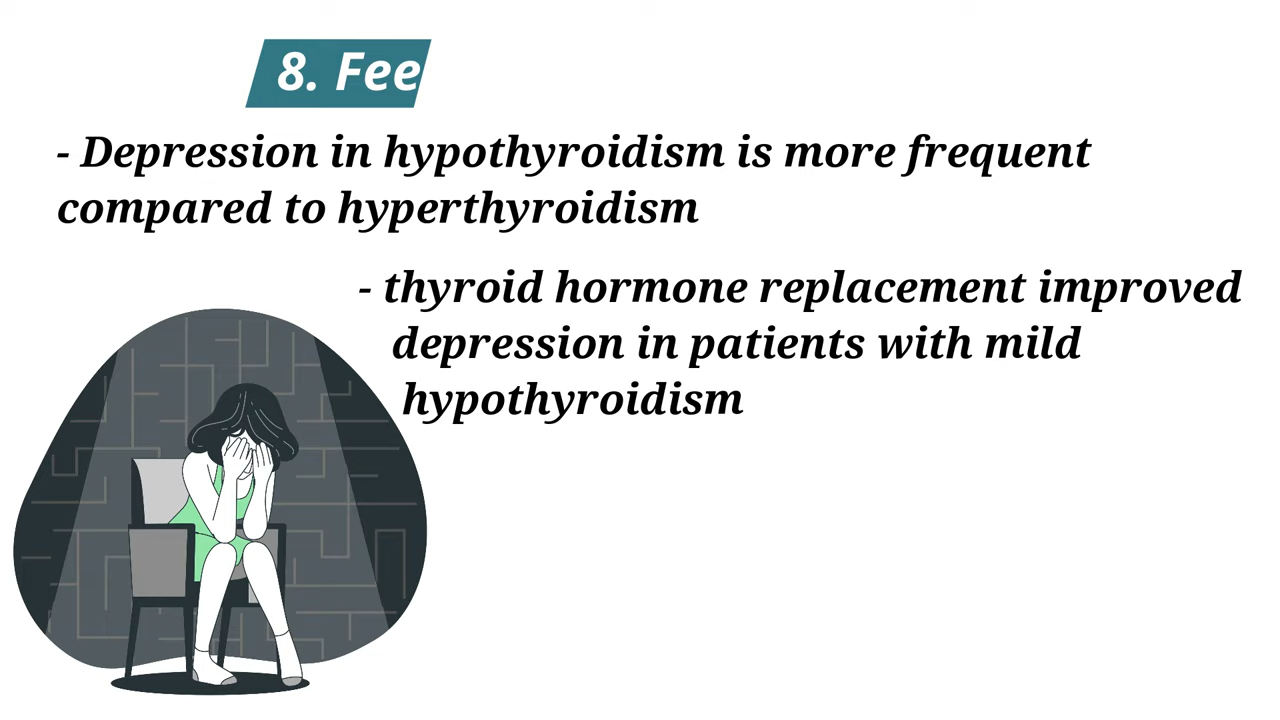 8. Fee
- Depression in hypothyroidism is more frequent
compared to hyperthyroidism
- thyroid hormone replacement improved
depression in patients with mild
hypothyroidism